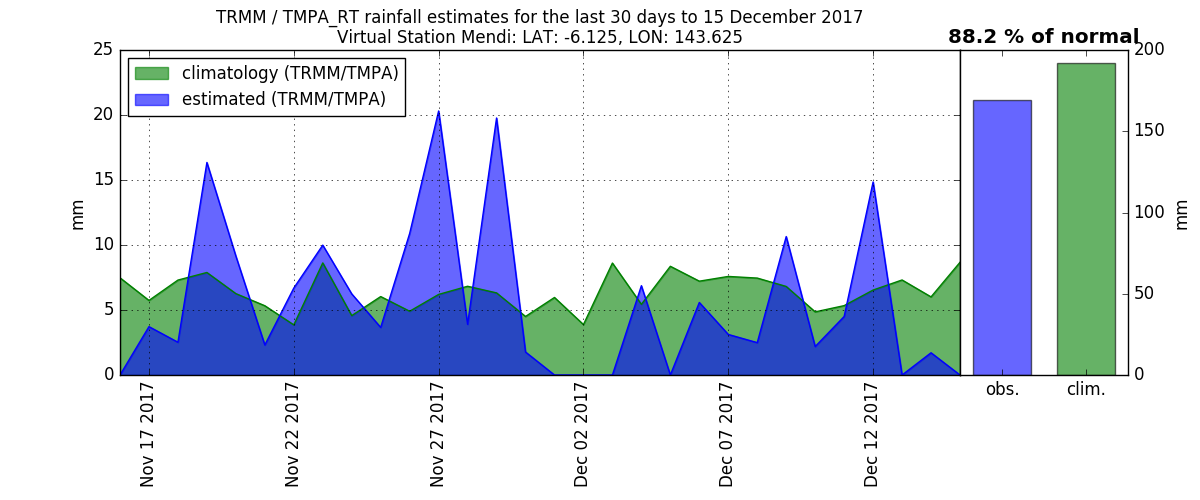 TRMM / TMPA_RT rainfall estimates for the last 30 days to 15 December 2017
Virtual Station Mendi: LAT: -6.125, LON: 143.625
88.2 % of normal
climatology (TRMM/TMPA)
estimated (TRMM/TMPA)
25
20
15
10
5
0
mm
Nov 17 2017
Nov 22 2017
Nov 27 2017
Dec 02 2017
Dec 07 2017
Dec 12 2017
obs.
clim.
200
150
100
50
0
mm